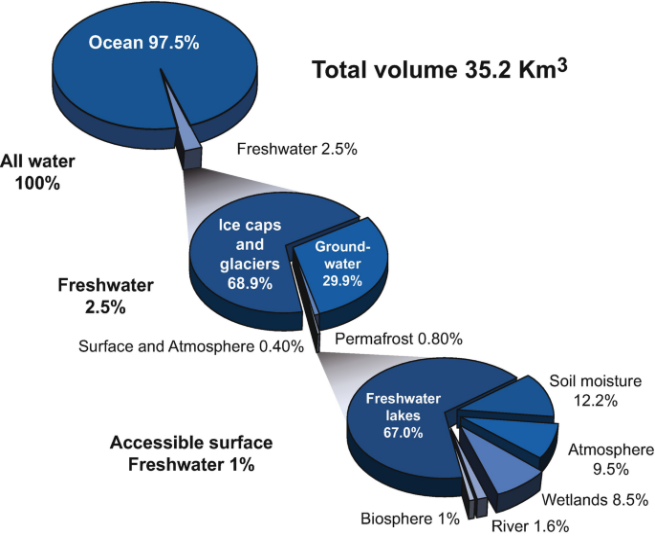 Ocean 97.5%
Total volume 35.2 Km3
Freshwater 2.5%
All water
100%
Ice caps
and
glaciers
68.9%
Ground-
water
29.9%
Freshwater
2.5%
Surface and Atmosphere 0.40%
Permafrost 0.80%
Freshwater
lakes
67.0%
Soil moisture
12.2%
Accessible surface
Freshwater 1%
Atmosphere
9.5%
Wetlands 8.5%
Biosphere 1%
River 1.6%